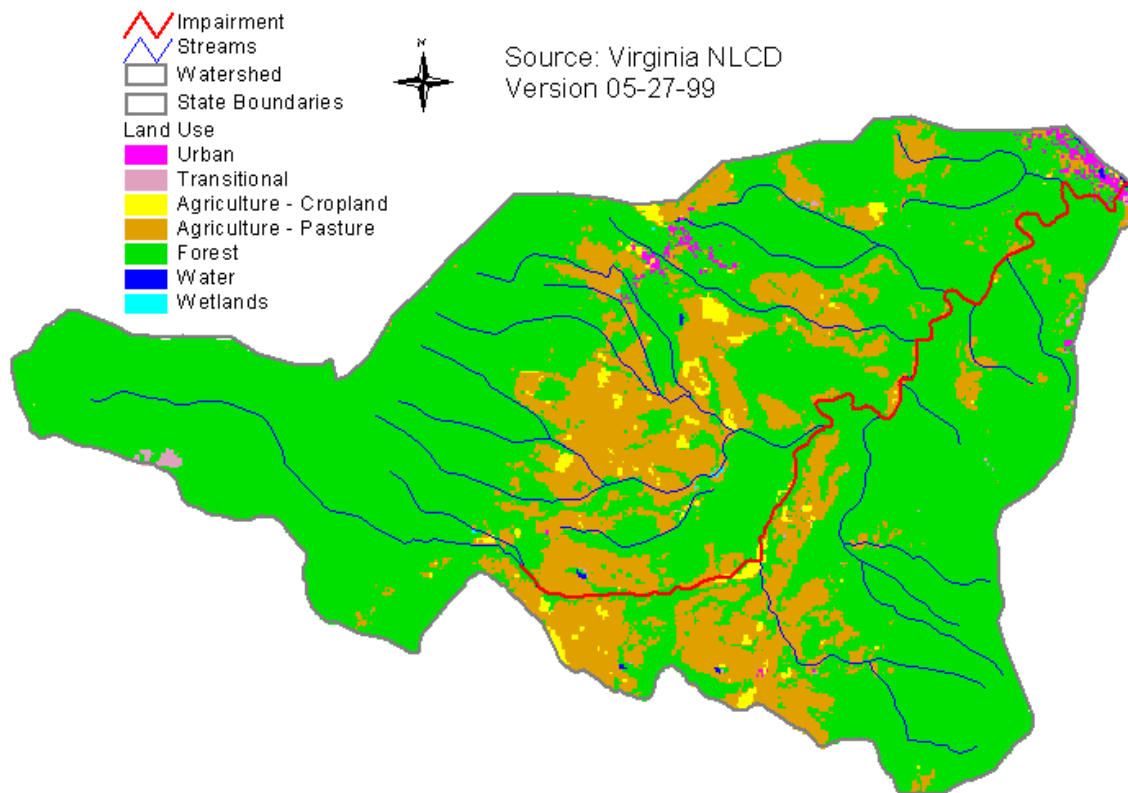 Impairment
Streams
Watershed
State Boundaries
Land Use
Urban
Transitional
Agriculture - Cropland
Agriculture - Pasture
Forest
Water
Wetlands
N
Source: Virginia NLCD
Version 05-27-99